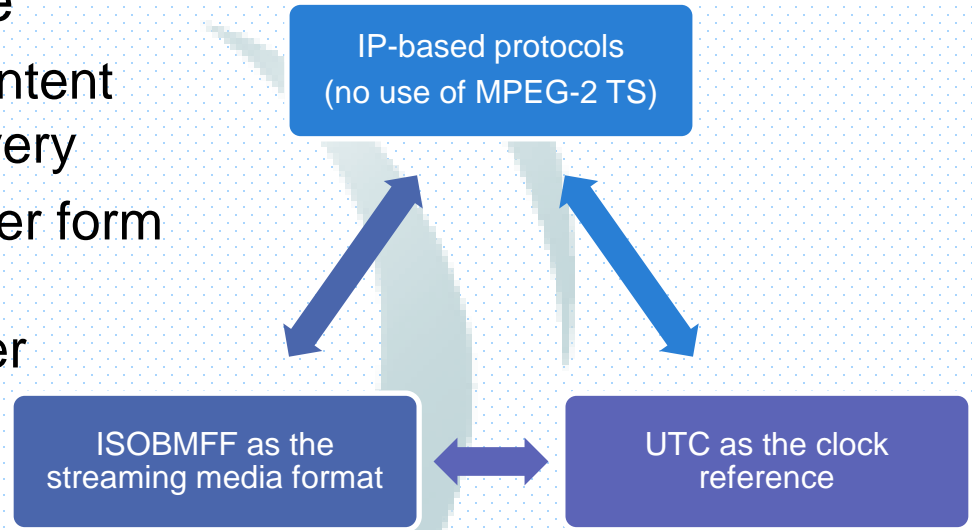 e
ntent
very
er form
er
IP-based protocols
(no use of MPEG-2 TS)
ISOBMFF as the
streaming media format
UTC as the clock
reference